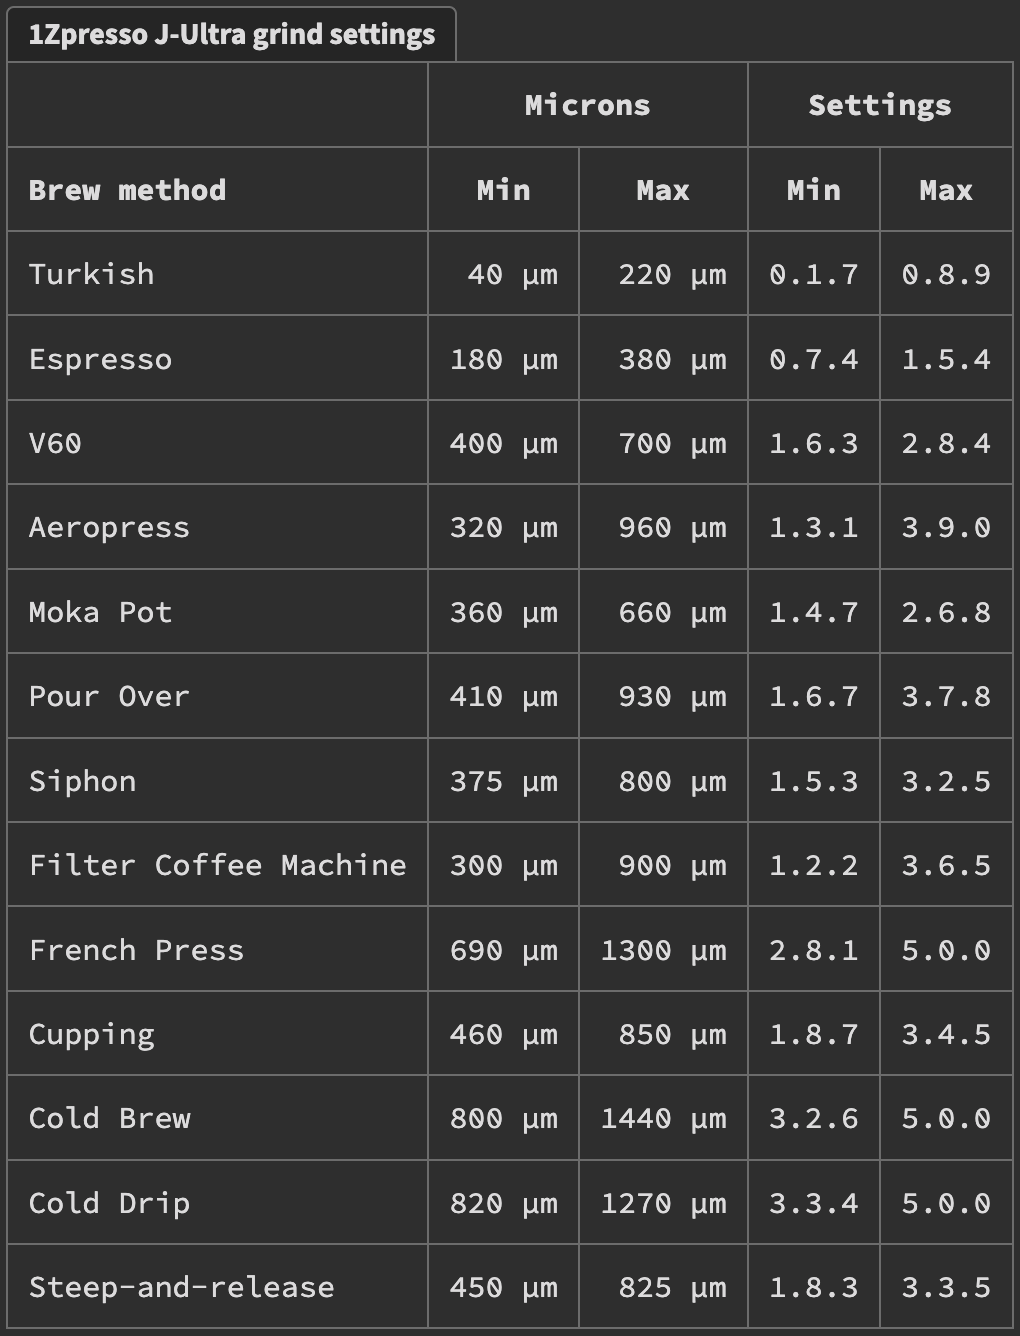 1Zpresso J-Ultra grind settings
Microns Settings
Brew method Min Max Min Max
Turkish 40 µm 220 µm 0.1.7 0.8.9
Espresso 180 µm 380 µm 0.7.4 1.5.4
V60 400 µm 700 µm 1.6.3 2.8.4
Aeropress 320 µm 960 µm 1.3.1 3.9.0
Moka Pot 360 µm 660 µm 1.4.7 2.6.8
Pour Over 410 µm 930 µm 1.6.7 3.7.8
Siphon 375 µm 800 µm 1.5.3 3.2.5
Filter Coffee Machine 300 µm 900 µm 1.2.2 3.6.5
French Press 690 µm 1300 µm 2.8.1 5.0.0
Cupping 460 µm 850 µm 1.8.7 3.4.5
Cold Brew 800 µm 1440 µm 3.2.6 5.0.0
Cold Drip 820 µm 1270 µm 3.3.4 5.0.0
Steep-and-release 450 µm 825 µm 1.8.3 3.3.5